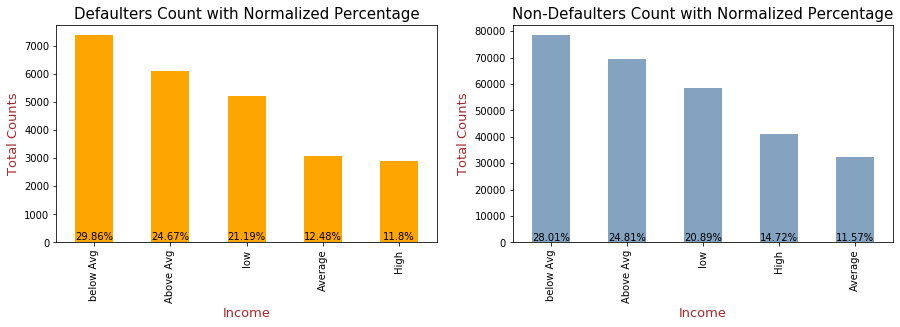 Defaulters Count with Normalized Percentage
Total Counts
7000
6000
5000
4000
3000
2000
1000
0
29.86%
24.67%
21.19%
12.48%
11.8%
below Avg
Above Avg
low
Average
High
Income
Non-Defaulters Count with Normalized Percentage
Total Counts
80000
70000
60000
50000
40000
30000
20000
10000
0
28.01%
24.81%
20.89%
14.72%
11.57%
below Avg
Above Avg
low
High
Average
Income